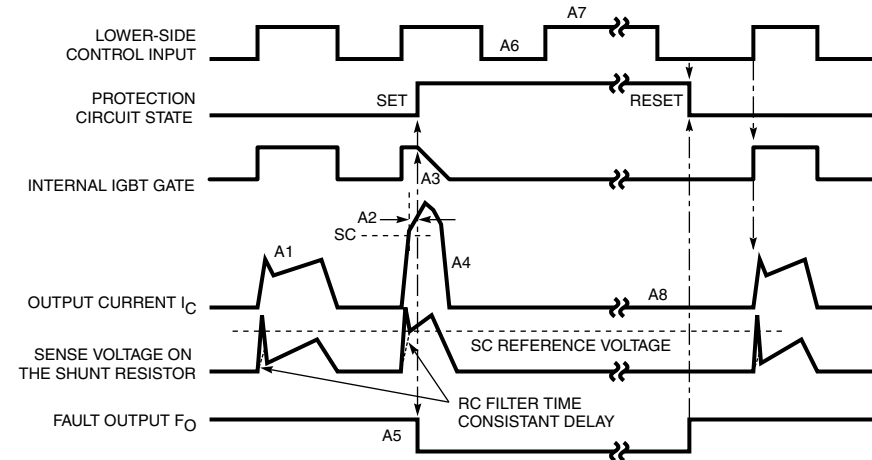 A7
LOWER-SIDE
CONTROL INPUT
A6
PROTECTION
CIRCUIT STATE
SET
RESET
INTERNAL IGBT GATE
A3
A2
SC
A1
A4
OUTPUT CURRENT IC
A8
SC REFERENCE VOLTAGE
SENSE VOLTAGE ON
THE SHUNT RESISTOR
RC FILTER TIME
CONSISTANT DELAY
FAULT OUTPUT FO
A5